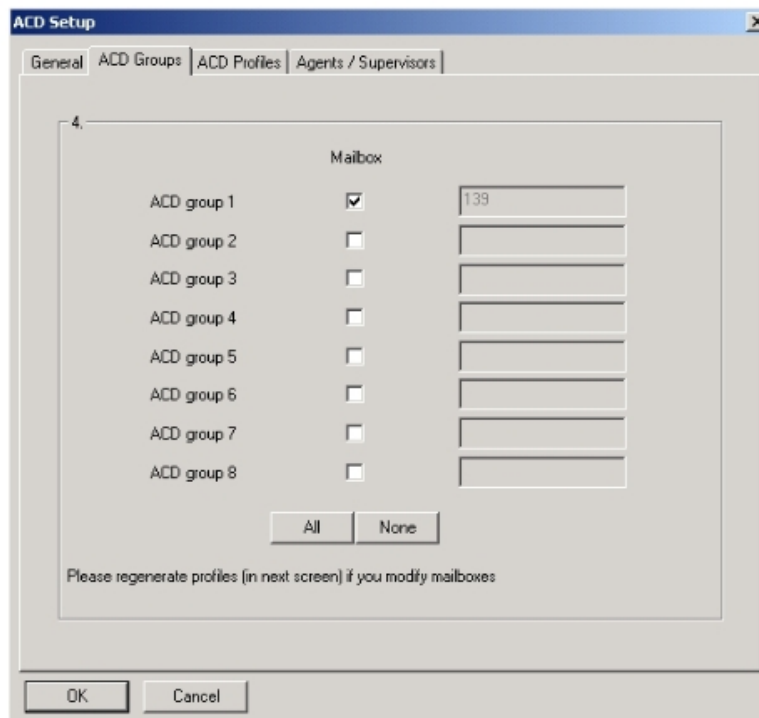 ACD Setup
General ACD Groups ACD Profiles Agents / Supervisors
4.
Mailbox
ACD group 1 139
ACD group 2
ACD group 3
ACD group 4
ACD group 5
ACD group 6
ACD group 7
ACD group 8
All None
Please regenerate profiles (in next screen) if you modify mailboxes
OK Cancel